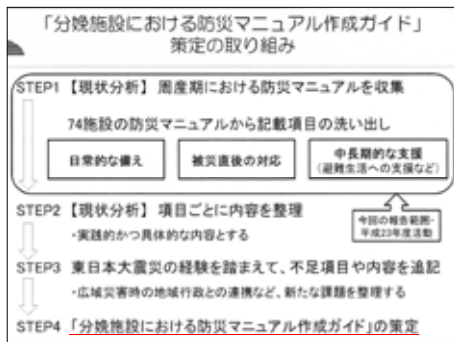 「分娩施設における防災マニュアル作成ガイド」
策定の取り組み
STEP1 【現状分析】 周産期における防災マニュアルを収集
74施設の防災マニュアルから記載項目の洗い出し
日常的な備え
被災直後の対応
中長期的な支援
(避難生活への支援など)
STEP2 【現状分析】 項目ごとに内容を整理
・実践的かつ具体的な内容とする
今回の報告範囲-
平成23年度活動
STEP3 東日本大震災の経験を踏まえて、不足項目や内容を追記
・広域災害時の地域行政との連携など、新たな課題を整理する
STEP4 「分娩施設における防災マニュアル作成ガイド」の策定